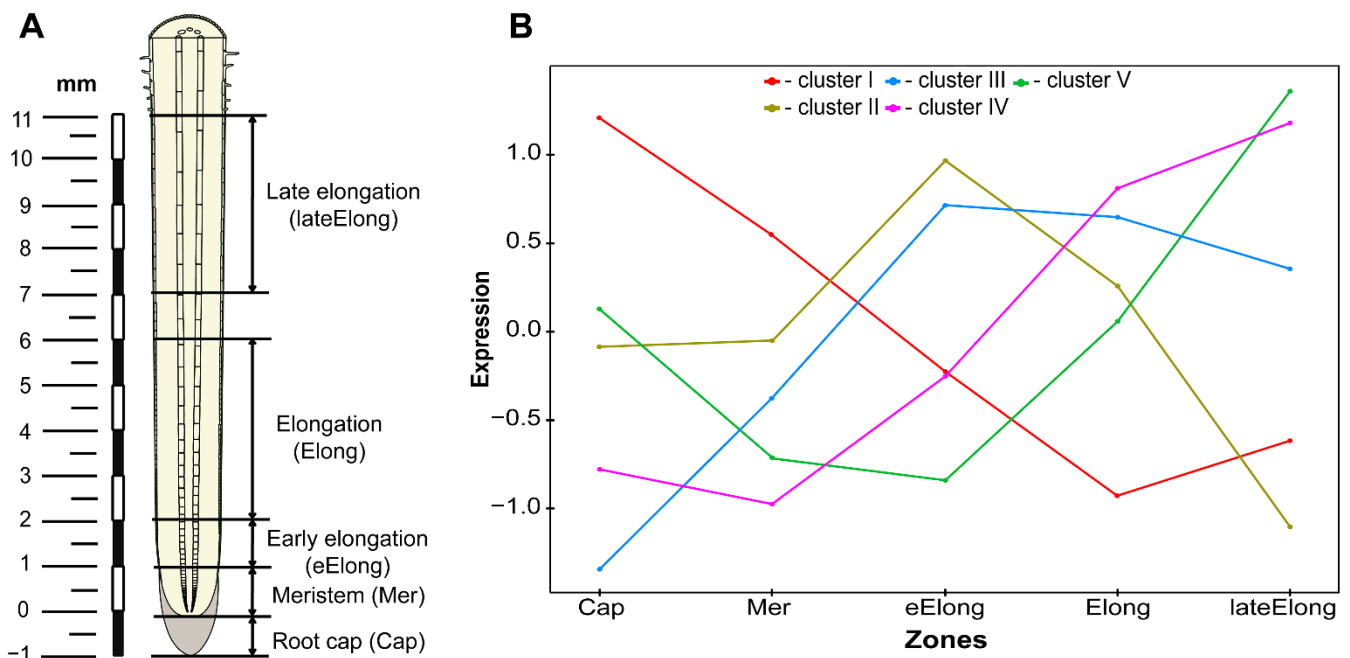 A
mm
11
10
9
8
7
6
5
4
3
2
1
0
−1
Late elongation
(lateElong)
Elongation
(Elong)
Early elongation
(eElong)
Meristem (Mer)
Root cap (Cap)
B
- cluster I - cluster III - cluster V
- cluster II - cluster IV
Expression
1.0
0.5
0.0
−0.5
−1.0
Cap Mer eElong Elong lateElong
Zones